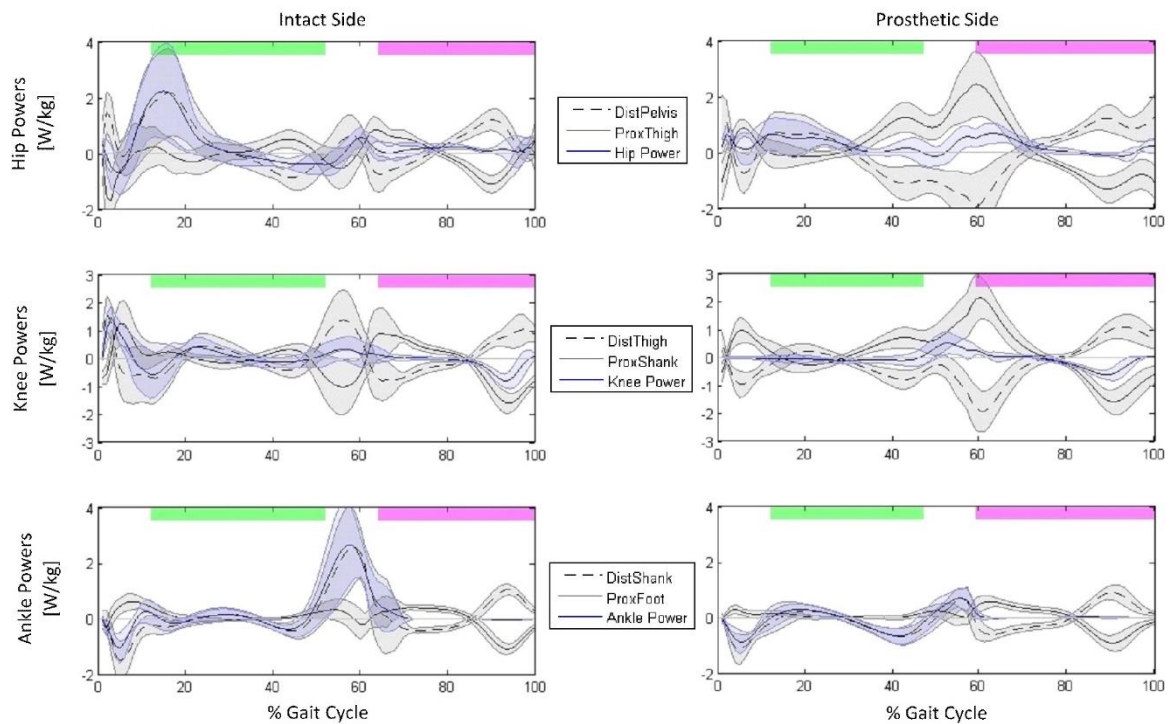 Intact Side
Prosthetic Side
Hip Powers
[W/kg]
4
2
0
-2
0 20 40 60 80 100
DistPelvis
ProxThigh
Hip Power
4
2
0
-2
0 20 40 60 80 100
Knee Powers
[W/kg]
3
2
1
0
-1
-2
-3
0 20 40 60 80 100
DistThigh
ProxShank
Knee Power
3
2
1
0
-1
-2
-3
0 20 40 60 80 100
Ankle Powers
[W/kg]
4
2
0
-2
0 20 40 60 80 100
DistShank
ProxFoot
Ankle Power
4
2
0
-2
0 20 40 60 80 100
% Gait Cycle
% Gait Cycle